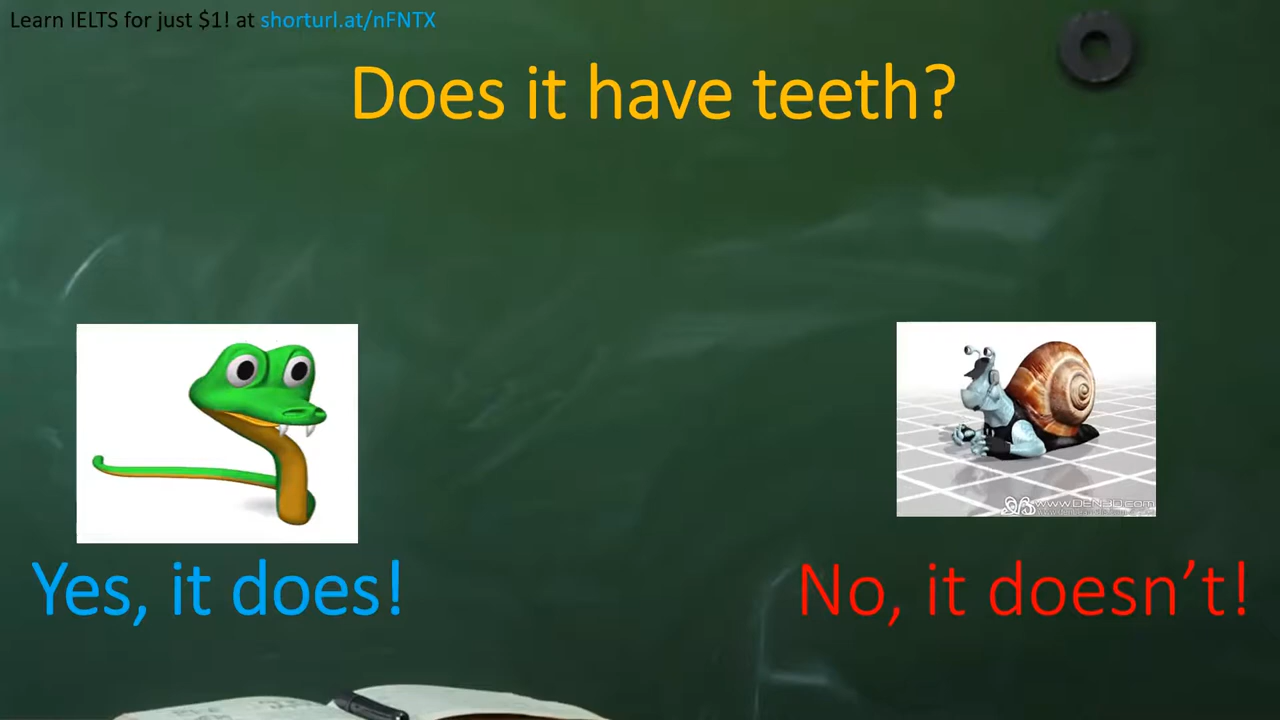 Learn IELTS for just $1! at shorturl.at/nFNTX
Does it have teeth?
Yes, it does!
No, it doesn’t!